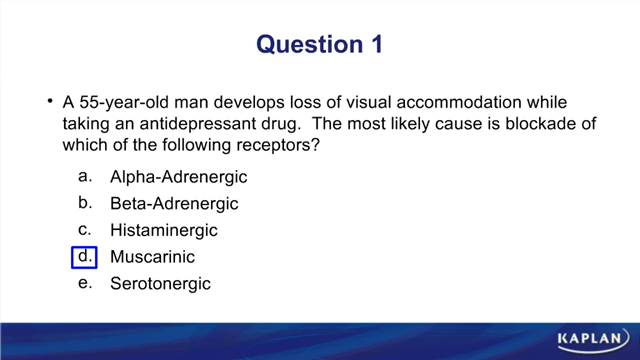 Question 1
• A 55-year-old man develops loss of visual accommodation while
taking an antidepressant drug. The most likely cause is blockade of
which of the following receptors?
a. Alpha-Adrenergic
b. Beta-Adrenergic
c. Histaminergic
d. Muscarinic
e. Serotonergic
KAPLAN